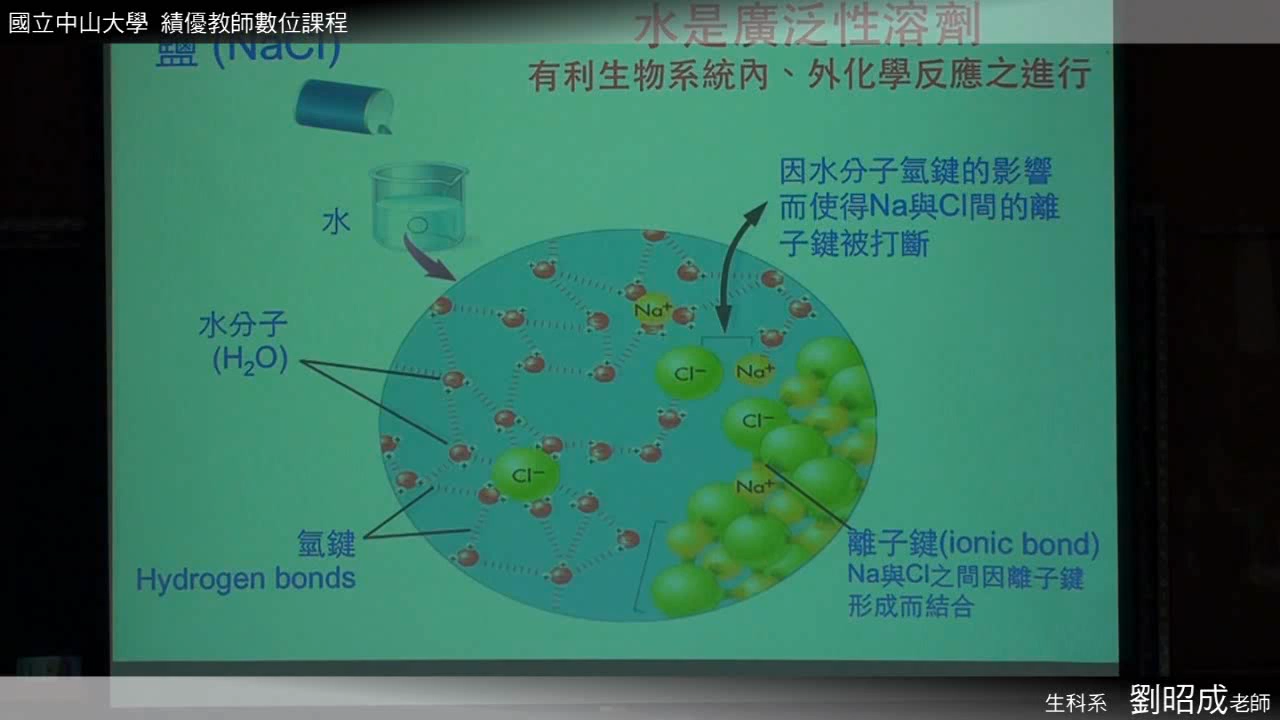 國立中山大學 績優教師數位課程
鹽 (NaCl)
水是廣泛性溶劑
有利生物系統內、外化學反應之進行
因水分子氫鍵的影響
而使得Na與Cl間的離
子鍵被打斷
水
水分子
(H₂O)
Na⁺
Cl⁻
Na⁺
Cl⁻
Cl⁻
Na⁺
氫鍵
Hydrogen bonds
離子鍵(ionic bond)
Na與Cl之間因離子鍵
形成而結合
生科系 劉昭成老師